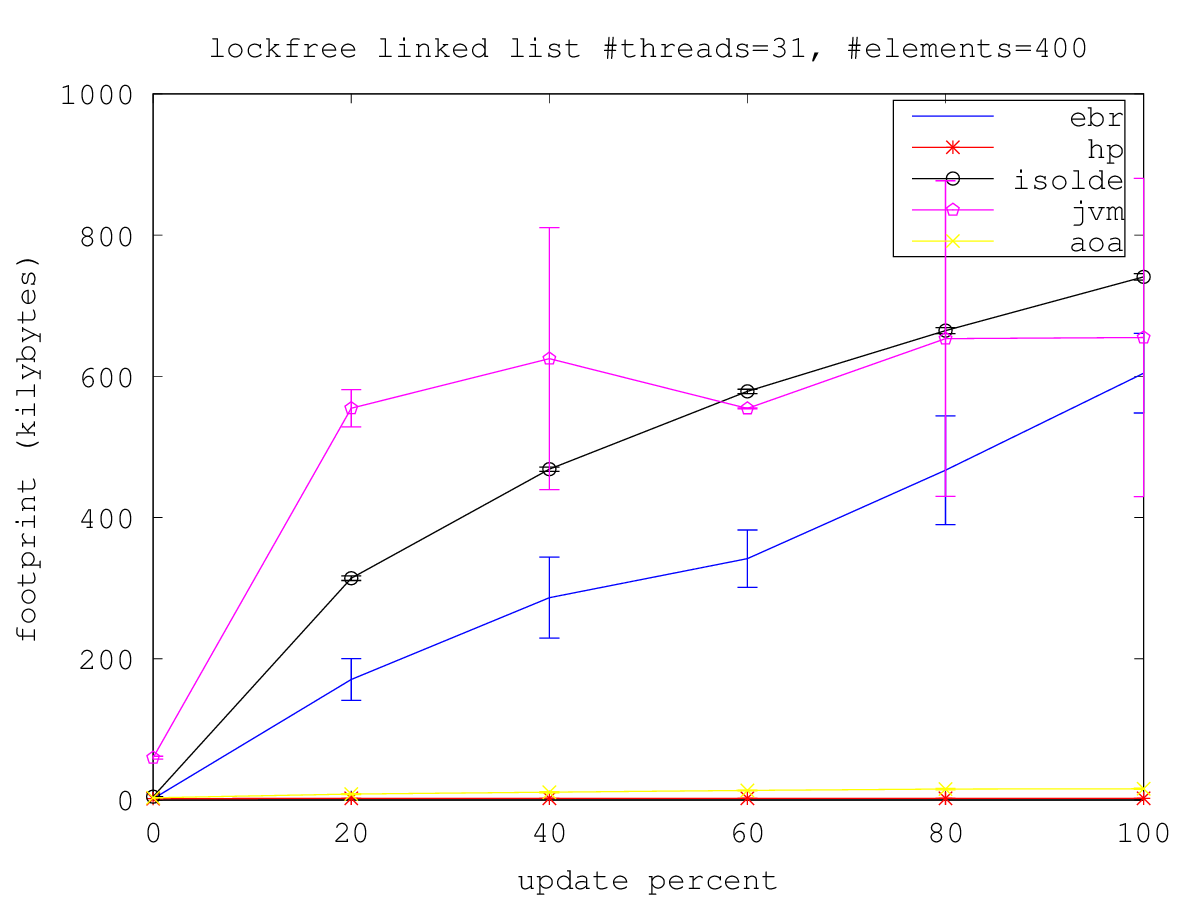 lockfree linked list #threads=31, #elements=400
1000
800
600
400
200
0
footprint (kilybytes)
ebr
hp
isolde
jvm
aoa
0 20 40 60 80 100
update percent